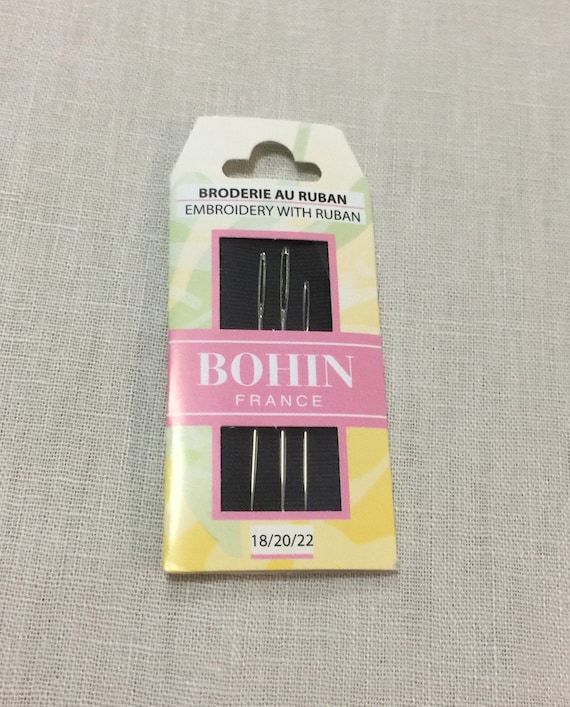 BRODERIE AU RUBAN
EMBROIDERY WITH RUBAN
BOHIN
FRANCE
18/20/22